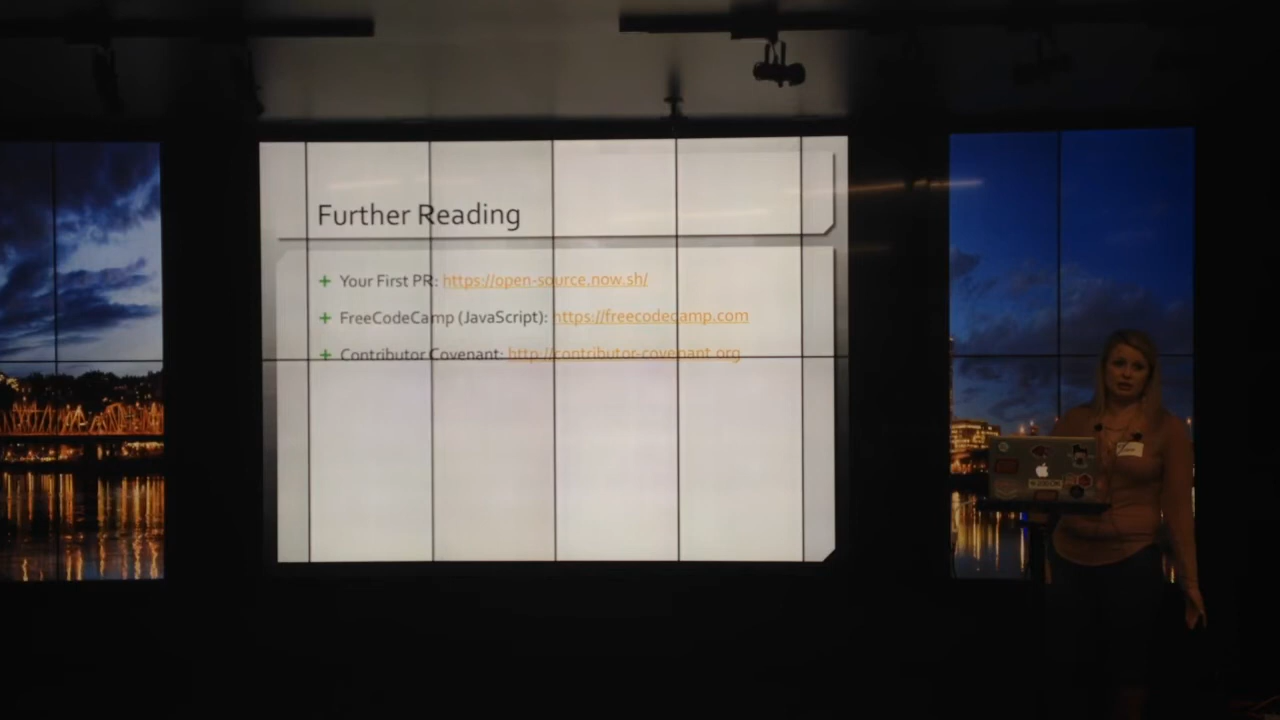 Further Reading
+ Your First PR: https://open-source.now.sh/
+ FreeCodeCamp (JavaScript): https://freecodecamp.com
+ Contributor Covenant: http://contributor-covenant.org